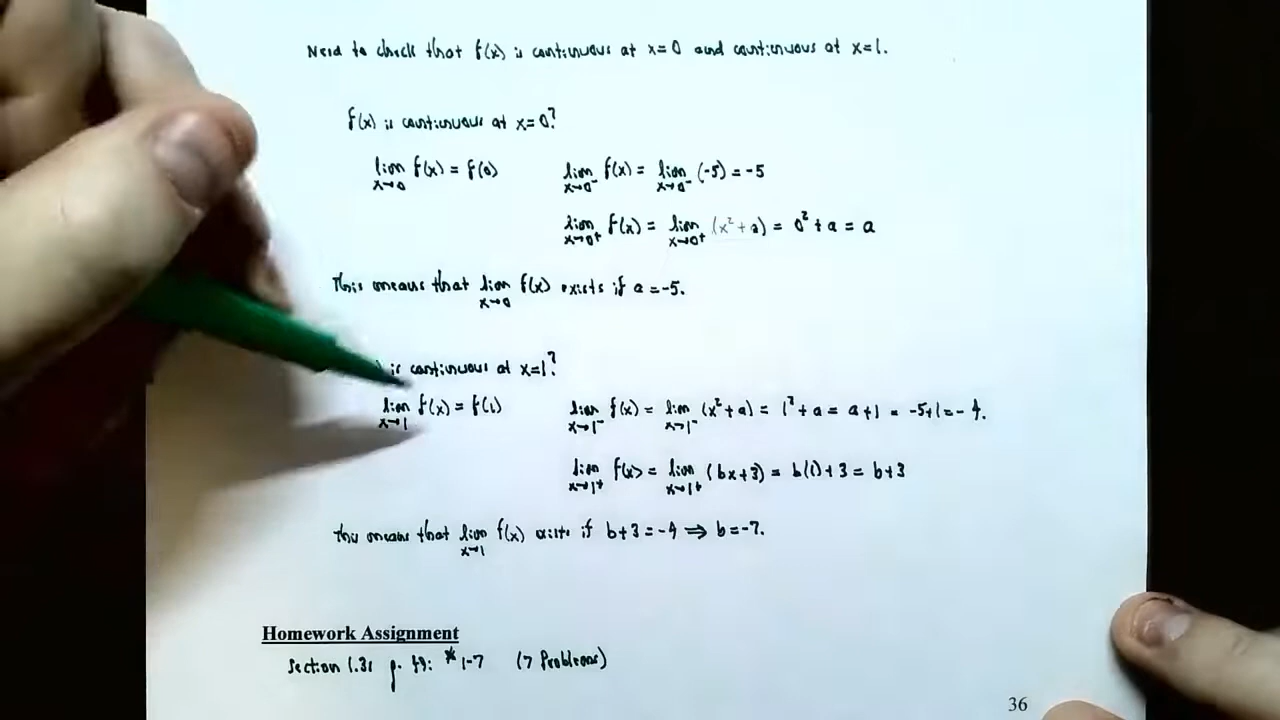 Need to check that f(x) is continuous at x=0 and continuous at x=1.
f(x) is continuous at x=0?
lim x→0 f(x) = f(0) lim x→0⁻ f(x) = lim x→0⁻ (-5) = -5
lim x→0⁺ f(x) = lim x→0⁺ (x²+a) = 0²+a = a
This means that lim x→0 f(x) exists if a=-5.
is continuous at x=1?
lim x→1 f(x) = f(1) lim x→1⁻ f(x) = lim x→1⁻ (x²+a) = 1²+a = a+1 = -5+1 = -4.
lim x→1⁺ f(x) = lim x→1⁺ (bx+3) = b(1)+3 = b+3
This means that lim x→1 f(x) exists if b+3=-4 ⇒ b=-7.
Homework Assignment
Section 1.3: p. : #1-7 (7 Problems)
36